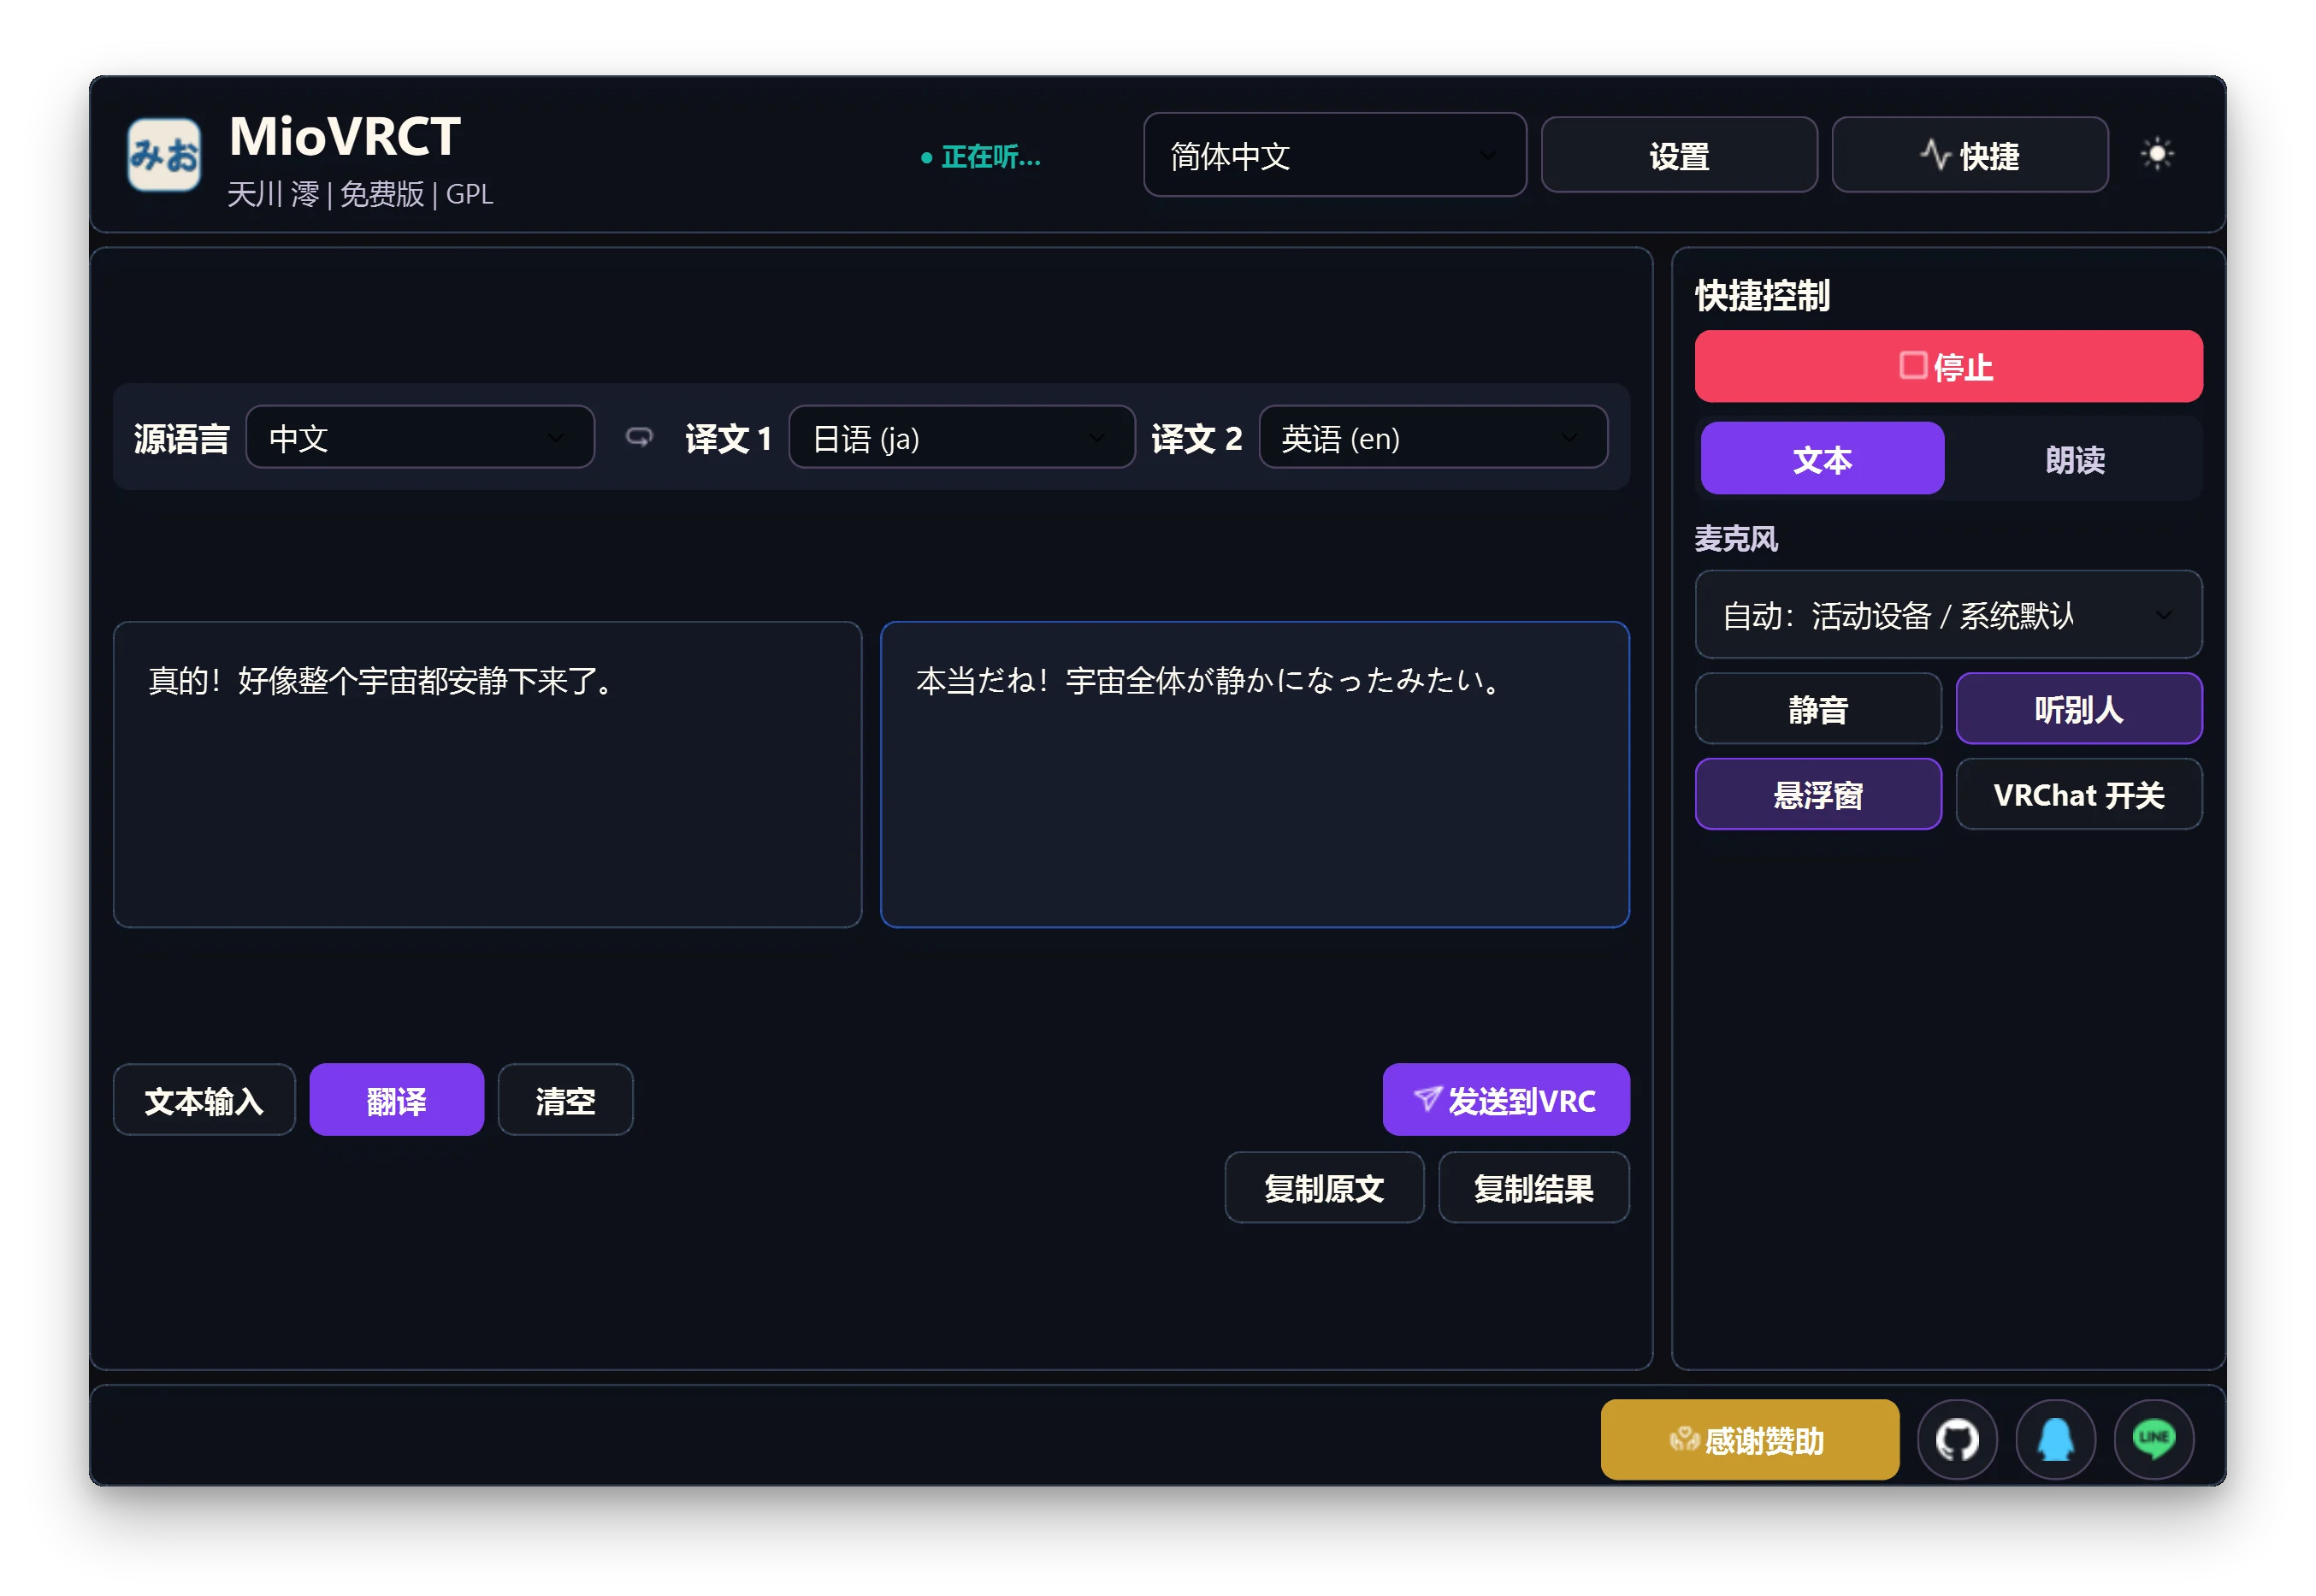 みお
MioVRCT
天川 澪 | 免费版 | GPL
正在听...
简体中文
设置
快捷
源语言
中文
译文 1
日语 (ja)
译文 2
英语 (en)
真的！好像整个宇宙都安静下来了。
本当だね！宇宙全体が静かになったみたい。
文本输入
翻译
清空
发送到VRC
复制原文
复制结果
快捷控制
停止
文本
朗读
麦克风
自动：活动设备 / 系统默认
静音
听别人
悬浮窗
VRChat 开关
感谢赞助
LINE